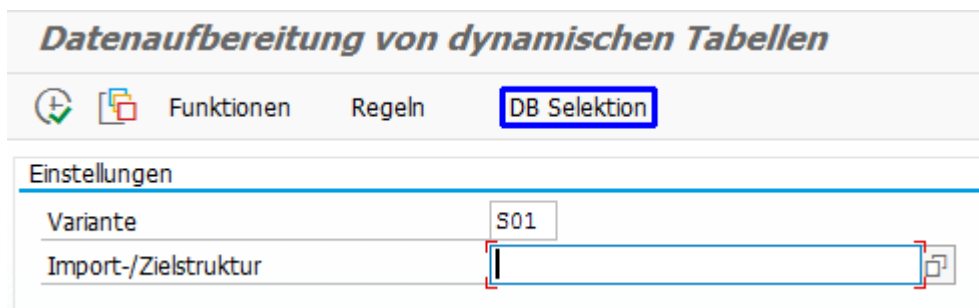 Datenaufbereitung von dynamischen Tabellen
Funktionen Regeln DB Selektion
Einstellungen
Variante S01
Import-/Zielstruktur